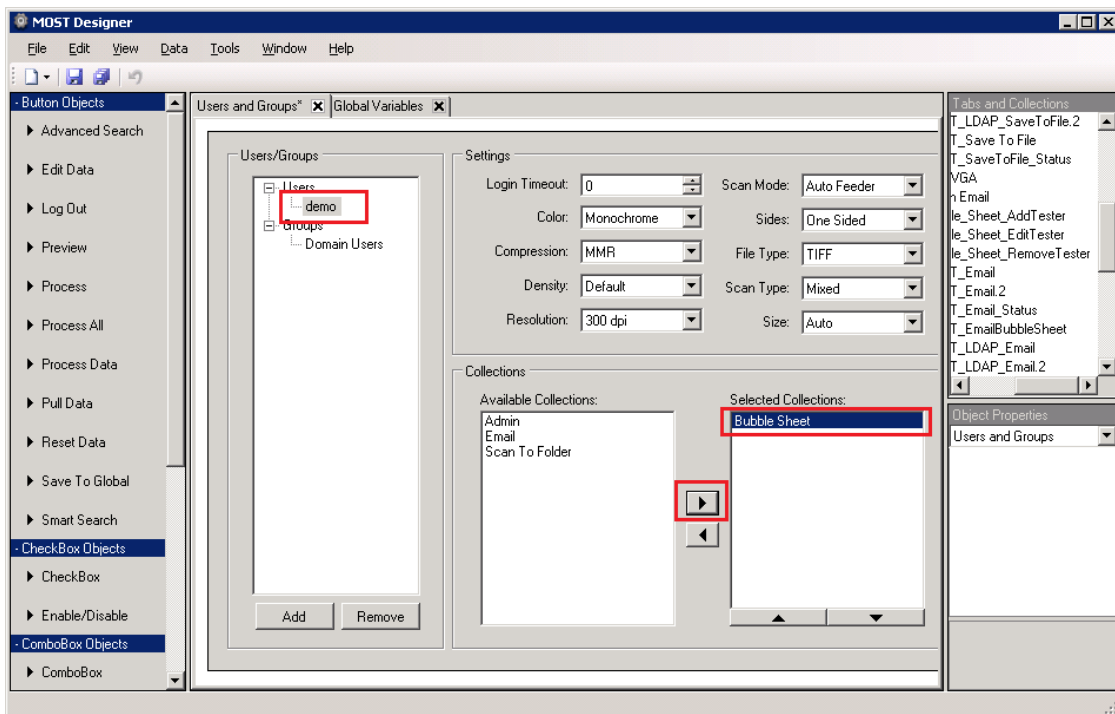 MOST Designer
File Edit View Data Tools Window Help
- Button Objects
Advanced Search
Edit Data
Log Out
Preview
Process
Process All
Process Data
Pull Data
Reset Data
Save To Global
Smart Search
- CheckBox Objects
CheckBox
Enable/Disable
- ComboBox Objects
ComboBox
Users and Groups* Global Variables
Users/Groups
Users
demo
Groups
Domain Users
Add Remove
Settings
Login Timeout: 0 Scan Mode: Auto Feeder
Color: Monochrome Sides: One Sided
Compression: MMR File Type: TIFF
Density: Default Scan Type: Mixed
Resolution: 300 dpi Size: Auto
Collections
Available Collections:
Admin
Email
Scan To Folder
Selected Collections:
Bubble Sheet
Tabs and Collections
T_LDAP_SaveToFile.2
T_Save To File
T_SaveToFile_Status
VGA
n Email
le_Sheet_AddTester
le_Sheet_EditTester
le_Sheet_RemoveTester
T_Email
T_Email.2
T_Email_Status
T_EmailBubbleSheet
T_LDAP_Email
T_LDAP_Email.2
Object Properties
Users and Groups